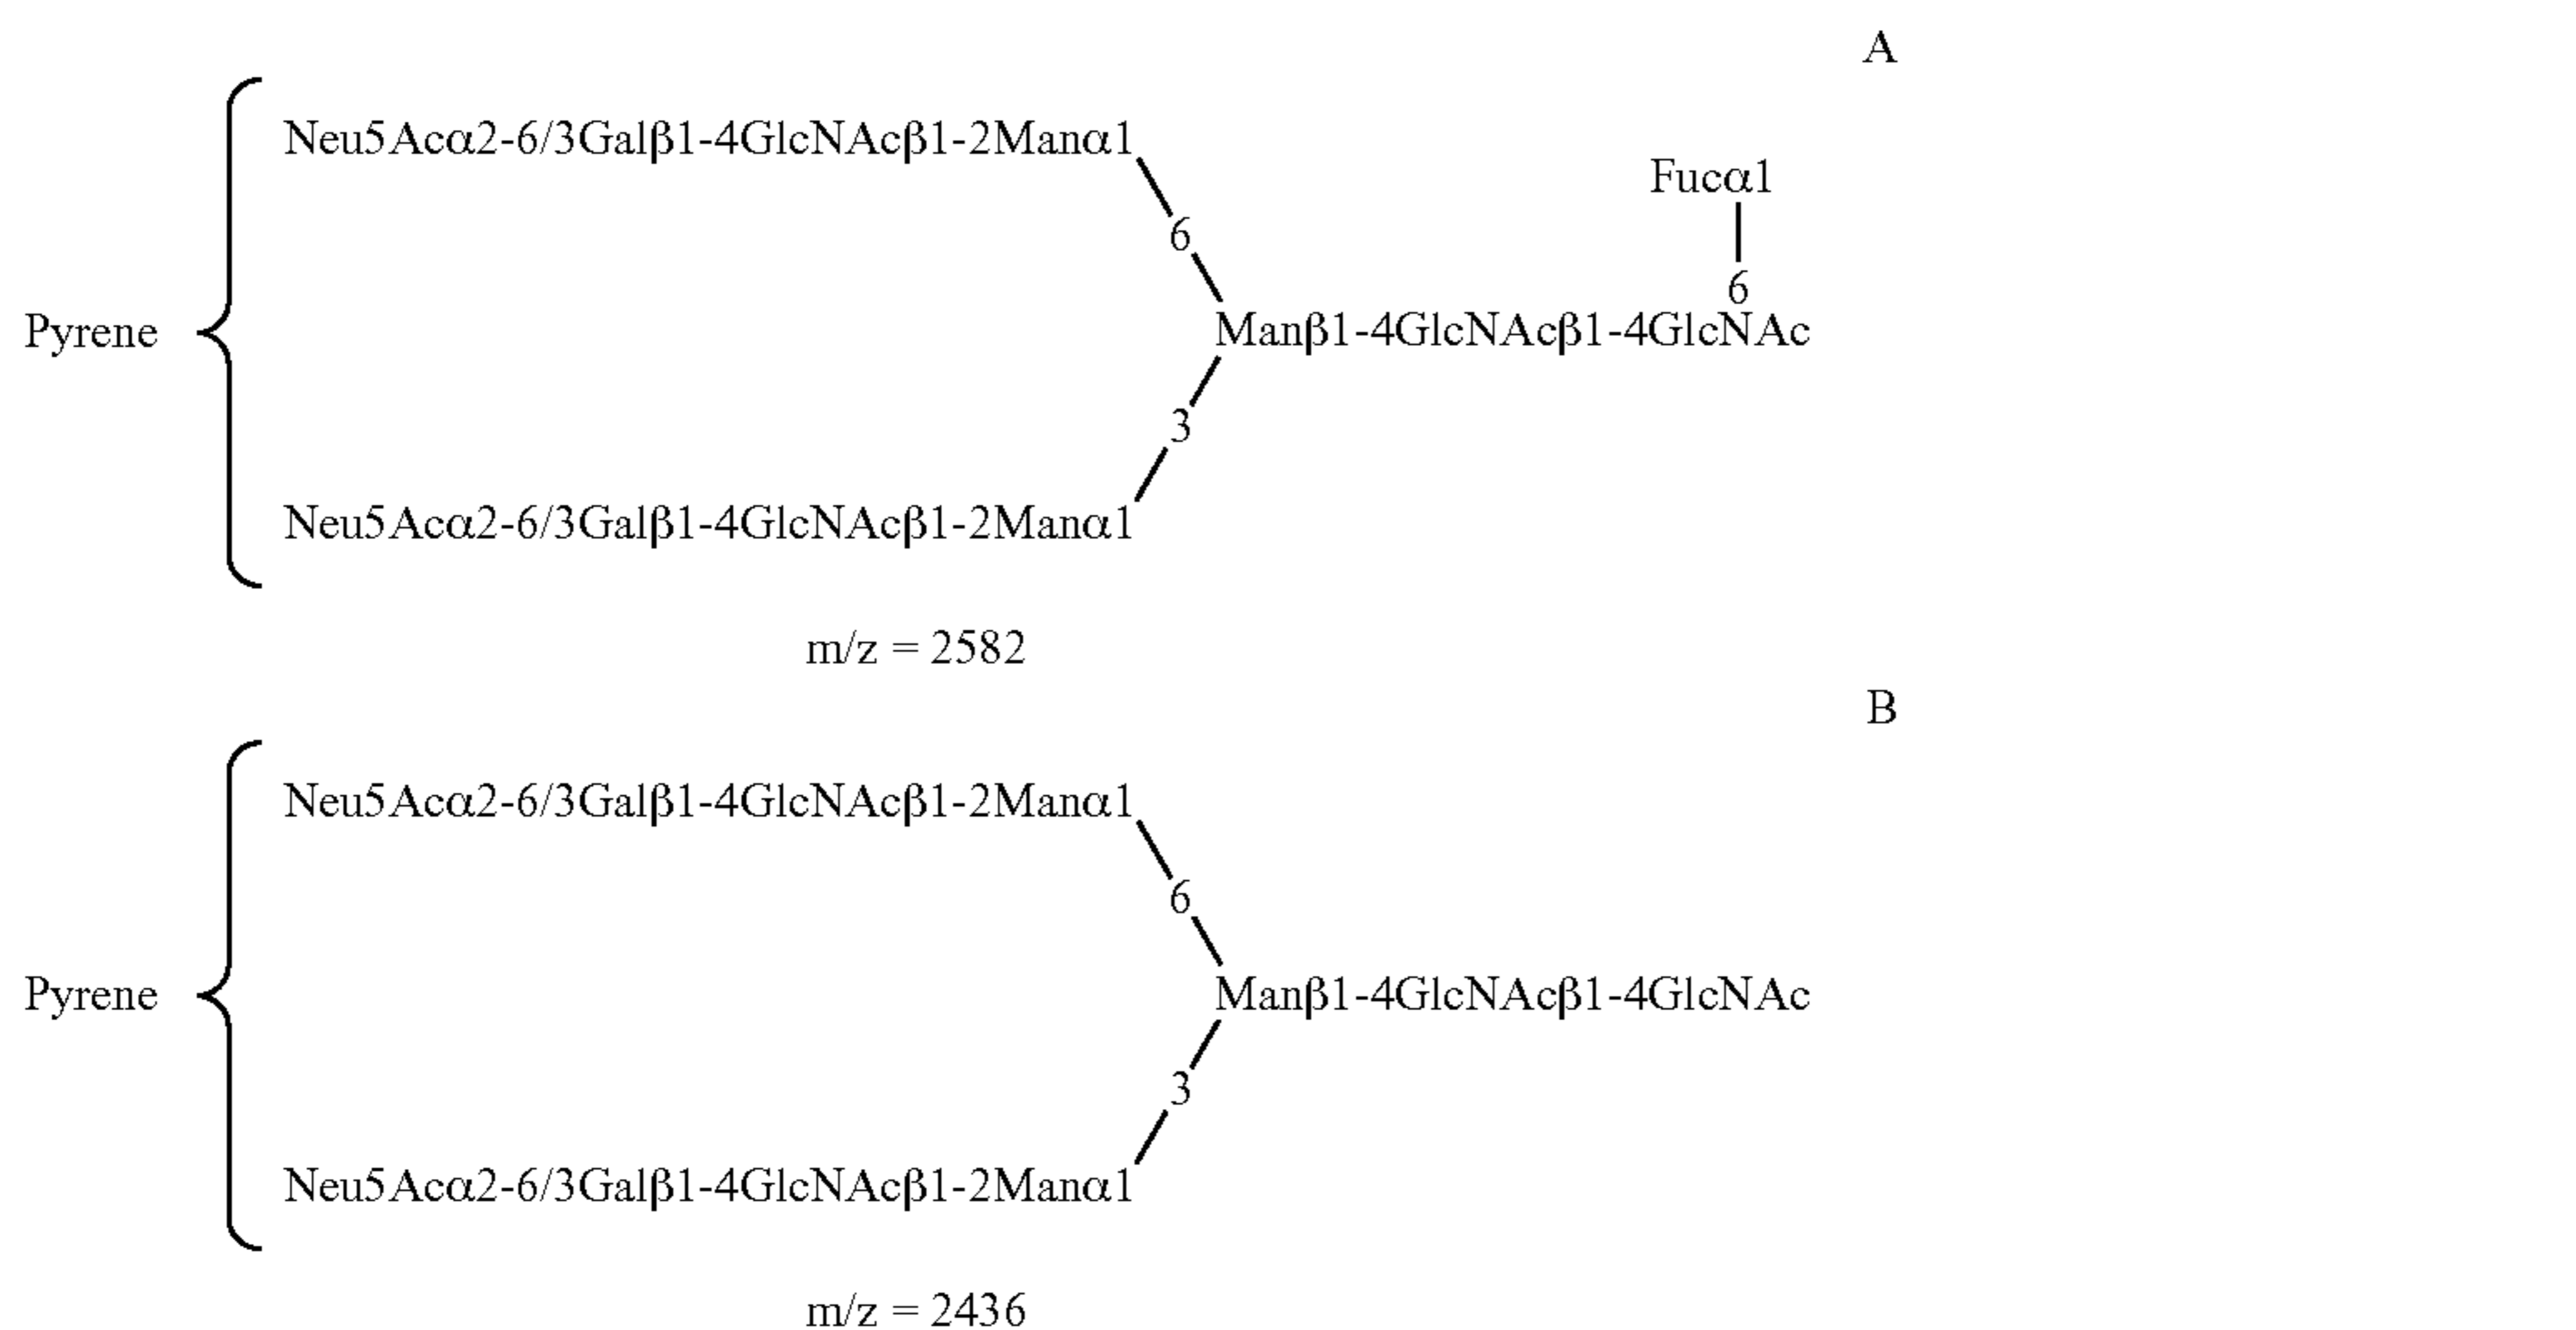 A
Neu5Acα2-6/3Galβ1-4GlcNAcβ1-2Manα1
Fucα1
6
6
Pyrene
Manβ1-4GlcNAcβ1-4GlcNAc
3
Neu5Acα2-6/3Galβ1-4GlcNAcβ1-2Manα1
m/z = 2582
B
Neu5Acα2-6/3Galβ1-4GlcNAcβ1-2Manα1
6
Pyrene
Manβ1-4GlcNAcβ1-4GlcNAc
3
Neu5Acα2-6/3Galβ1-4GlcNAcβ1-2Manα1
m/z = 2436